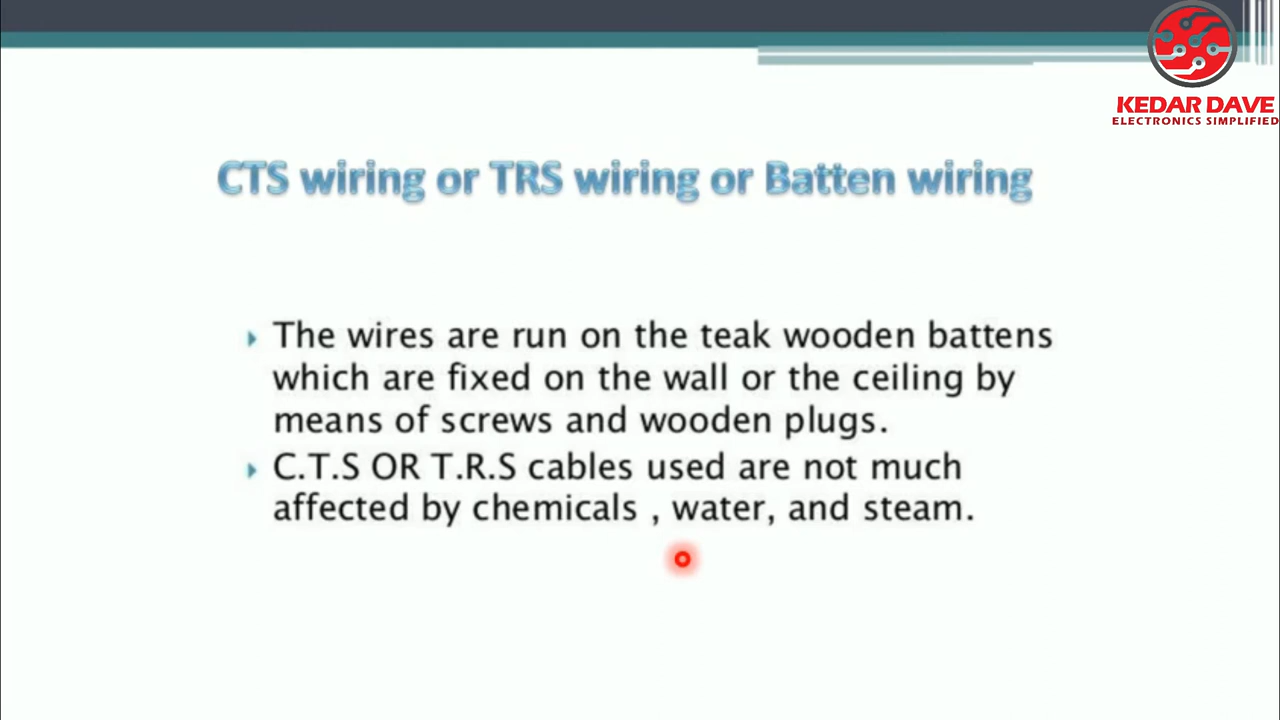 KEDAR DAVE
ELECTRONICS SIMPLIFIED
CTS wiring or TRS wiring or Batten wiring
The wires are run on the teak wooden battens
which are fixed on the wall or the ceiling by
means of screws and wooden plugs.
C.T.S OR T.R.S cables used are not much
affected by chemicals , water, and steam.